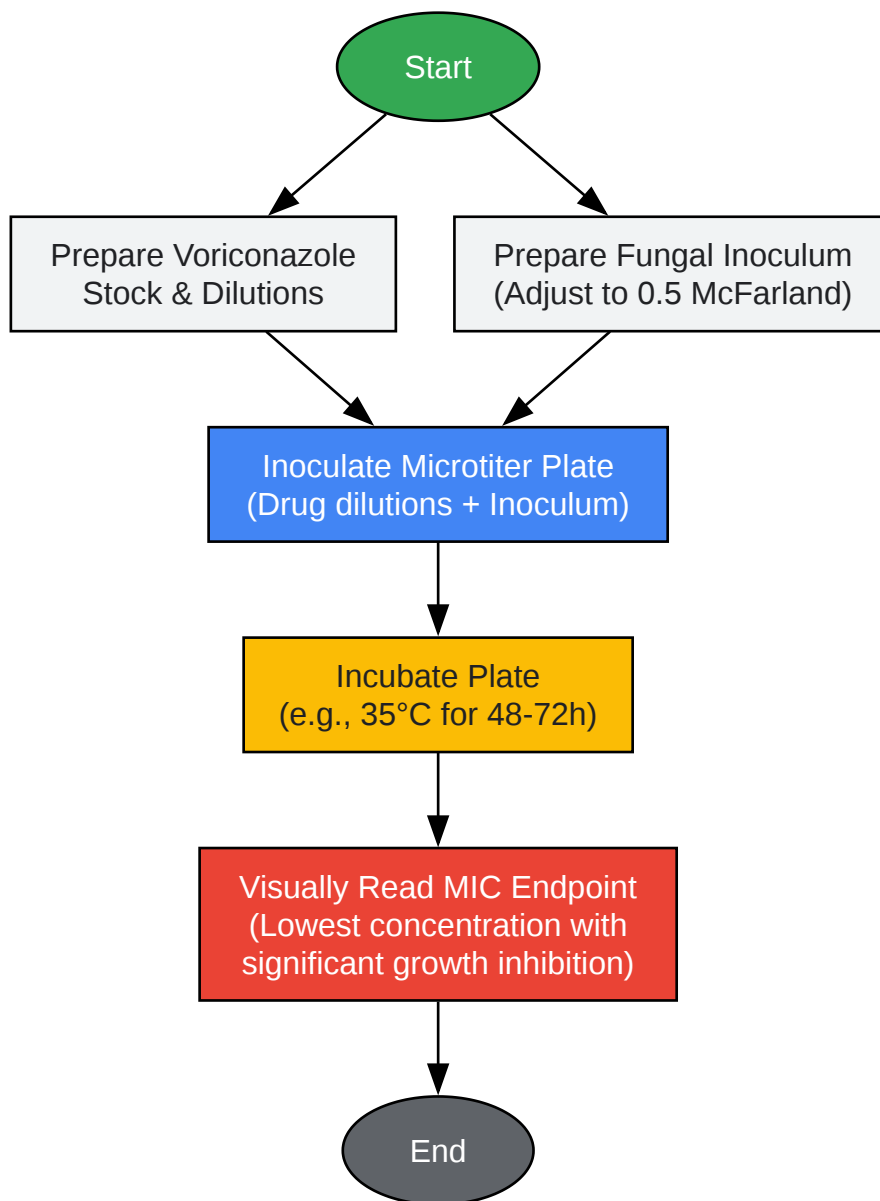 Start
Prepare Voriconazole
Stock & Dilutions
Prepare Fungal Inoculum
(Adjust to 0.5 McFarland)
Inoculate Microtiter Plate
(Drug dilutions + Inoculum)
Incubate Plate
(e.g., 35°C for 48-72h)
Visually Read MIC Endpoint
(Lowest concentration with
significant growth inhibition)
End